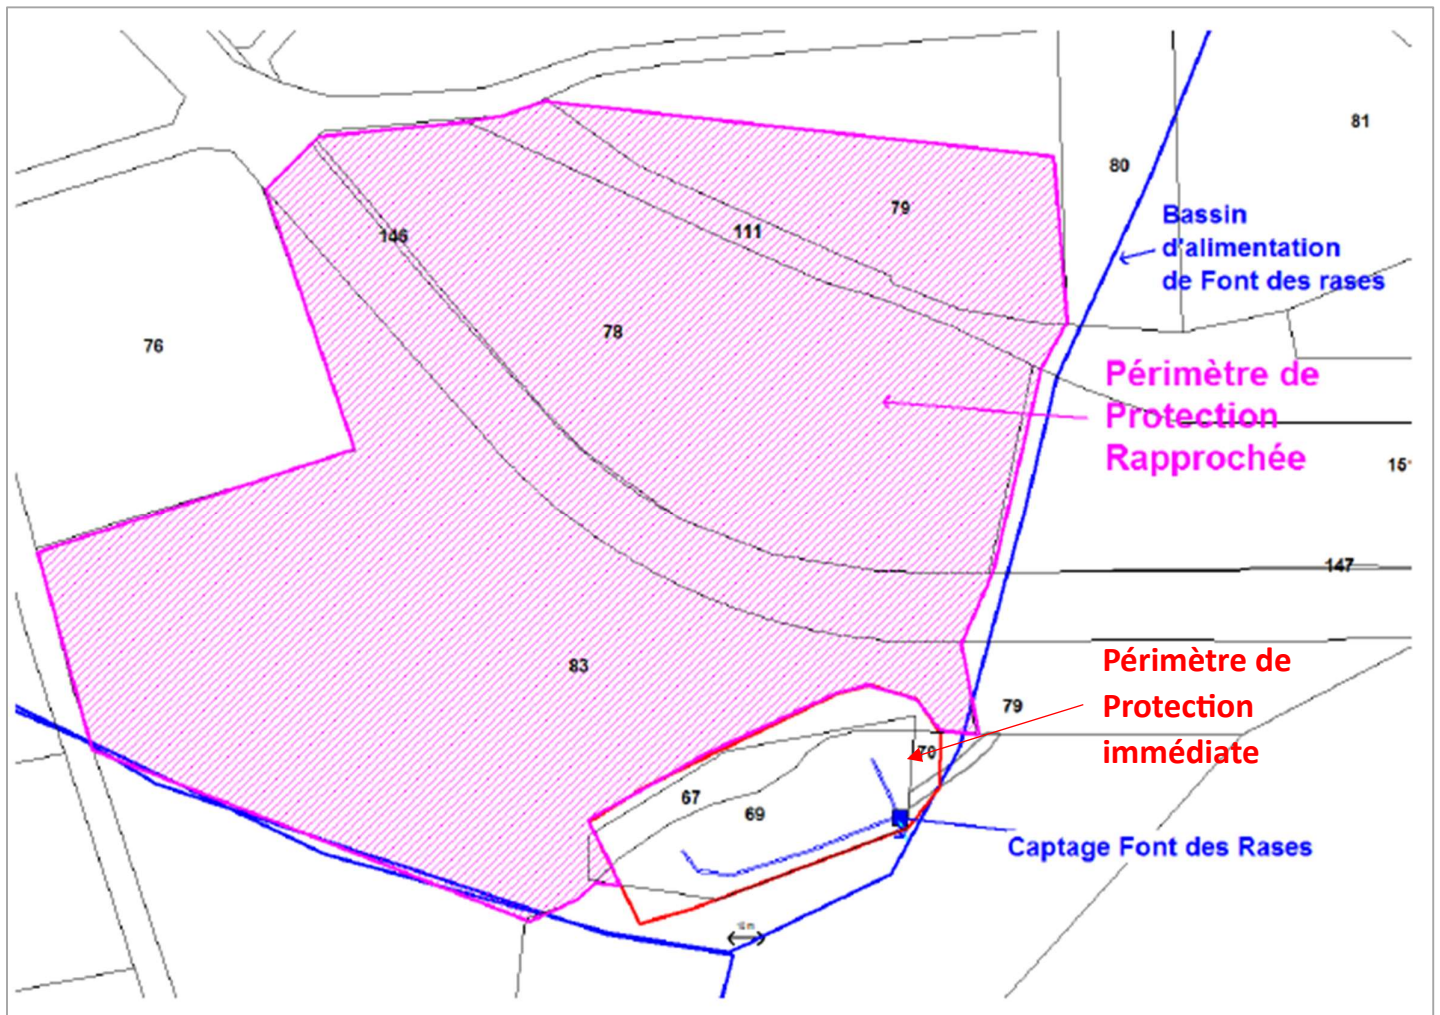 81
80
79
Bassin
d'alimentation
de Font des rases
111
146
78
76
Périmètre de
Protection
Rapprochée
15
147
83
Périmètre de
Protection
immédiate
79
70
67
69
Captage Font des Rases